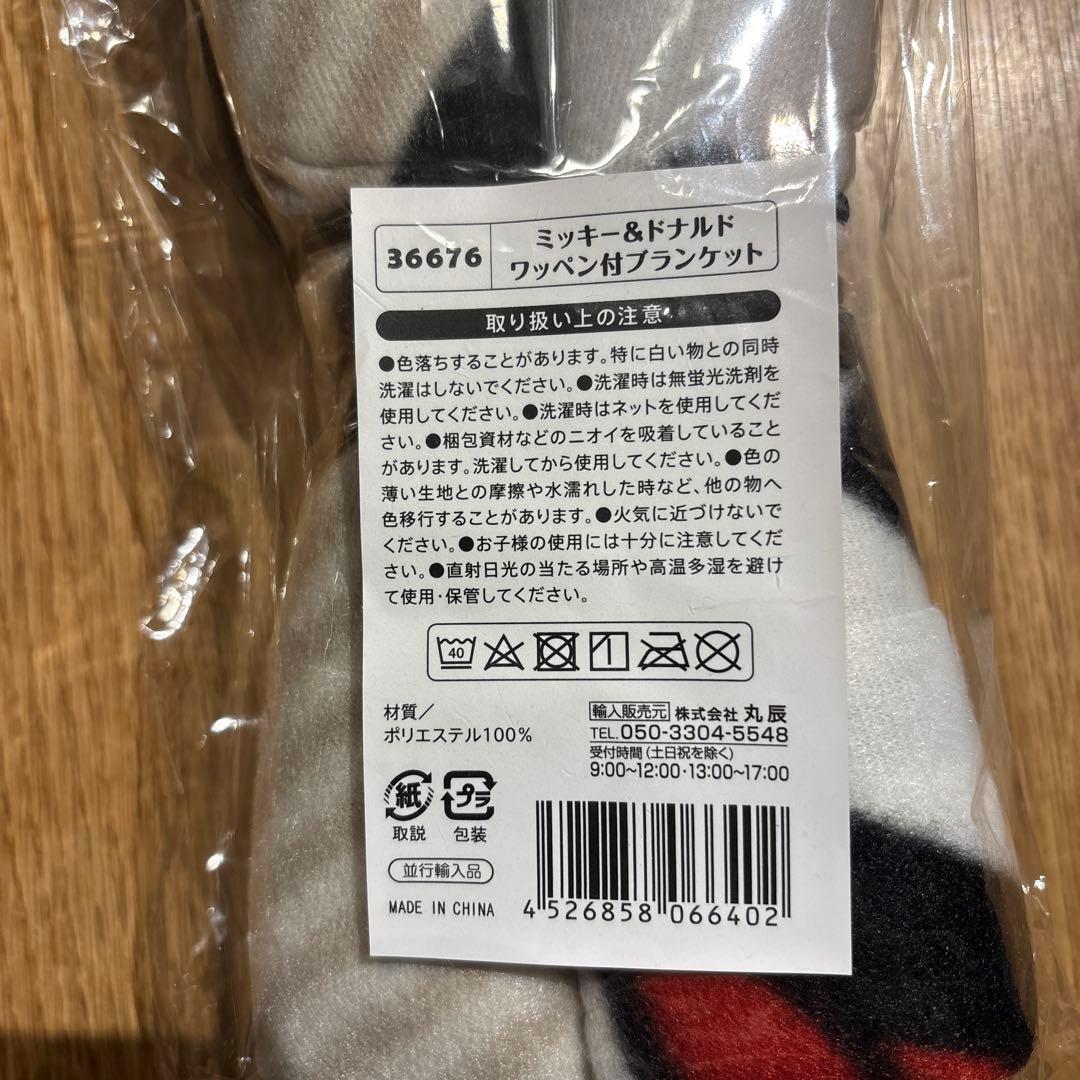 36676
ミッキー&ドナルド
ワッペン付ブランケット
取り扱い上の注意
●色落ちすることがあります。特に白い物との同時
洗濯はしないでください。●洗濯時は無蛍光洗剤を
使用してください。●洗濯時はネットを使用してくだ
さい。●梱包資材などのニオイを吸着していること
があります。洗濯してから使用してください。●色の
薄い生地との摩擦や水濡れした時など、他の物へ
色移行することがあります。●火気に近づけないで
ください。●お子様の使用には十分に注意してくだ
さい。●直射日光の当たる場所や高温多湿を避け
て使用・保管してください。
40
材質／
ポリエステル100%
輸入販売元 株式会社 丸辰
TEL.050-3304-5548
受付時間(土日祝を除く)
9:00~12:00・13:00~17:00
紙 プラ
取説 包装
並行輸入品
MADE IN CHINA
4 526858 066402